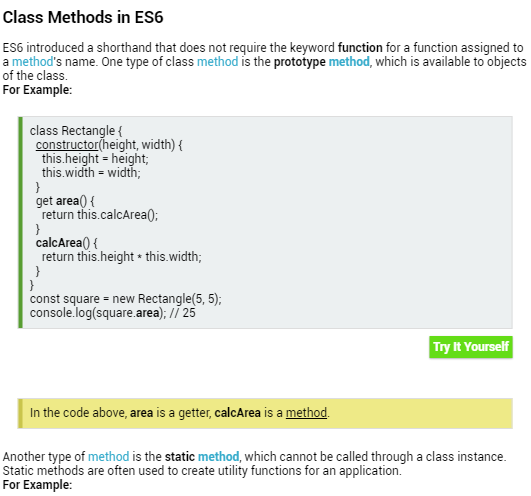 Class Methods in ES6
ES6 introduced a shorthand that does not require the keyword function for a function assigned to
a method's name. One type of class method is the prototype method, which is available to objects
of the class.
For Example:
class Rectangle {
constructor(height, width) {
this.height = height;
this.width = width;
}
get area() {
return this.calcArea();
}
calcArea() {
return this.height * this.width;
}
}
const square = new Rectangle(5, 5);
console.log(square.area); // 25
Try It Yourself
In the code above, area is a getter, calcArea is a method.
Another type of method is the static method, which cannot be called through a class instance.
Static methods are often used to create utility functions for an application.
For Example: